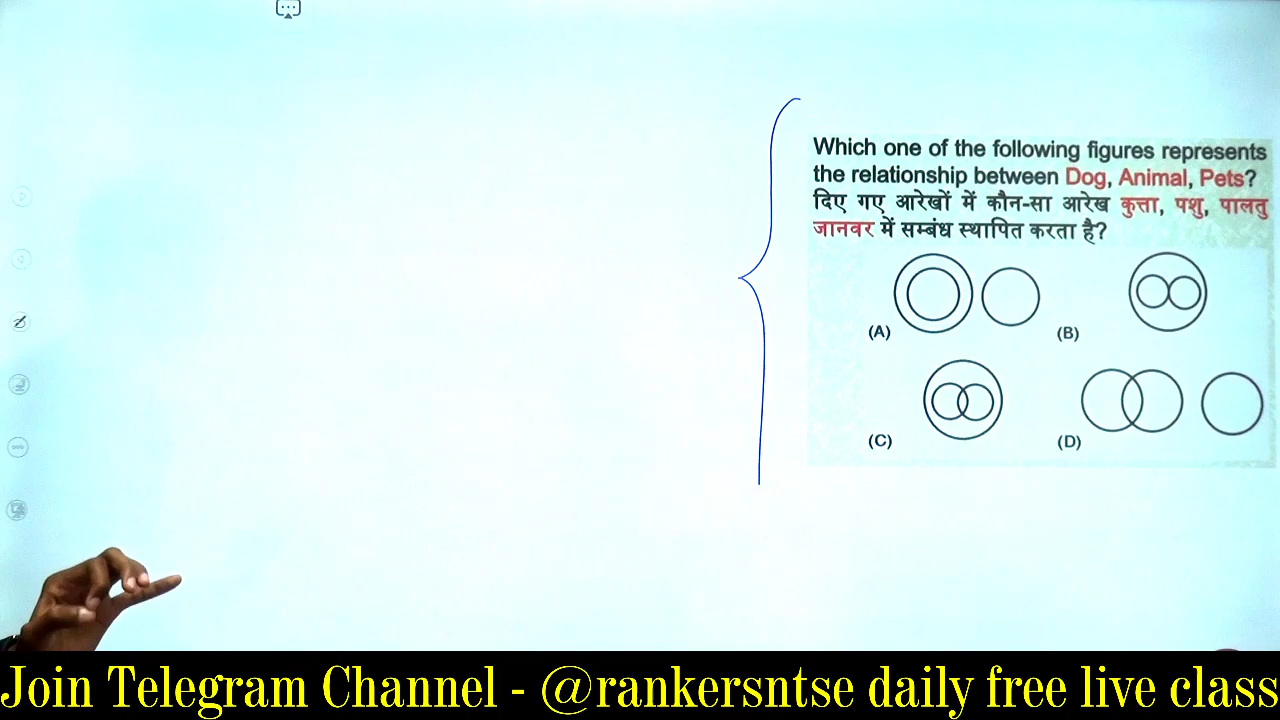 Which one of the following figures represents
the relationship between Dog, Animal, Pets?
दिए गए आरेखों में कौन-सा आरेख कुत्ता, पशु, पालतु
जानवर में सम्बंध स्थापित करता है?
(A)
(B)
(C)
(D)
Join Telegram Channel - @rankersntse daily free live class